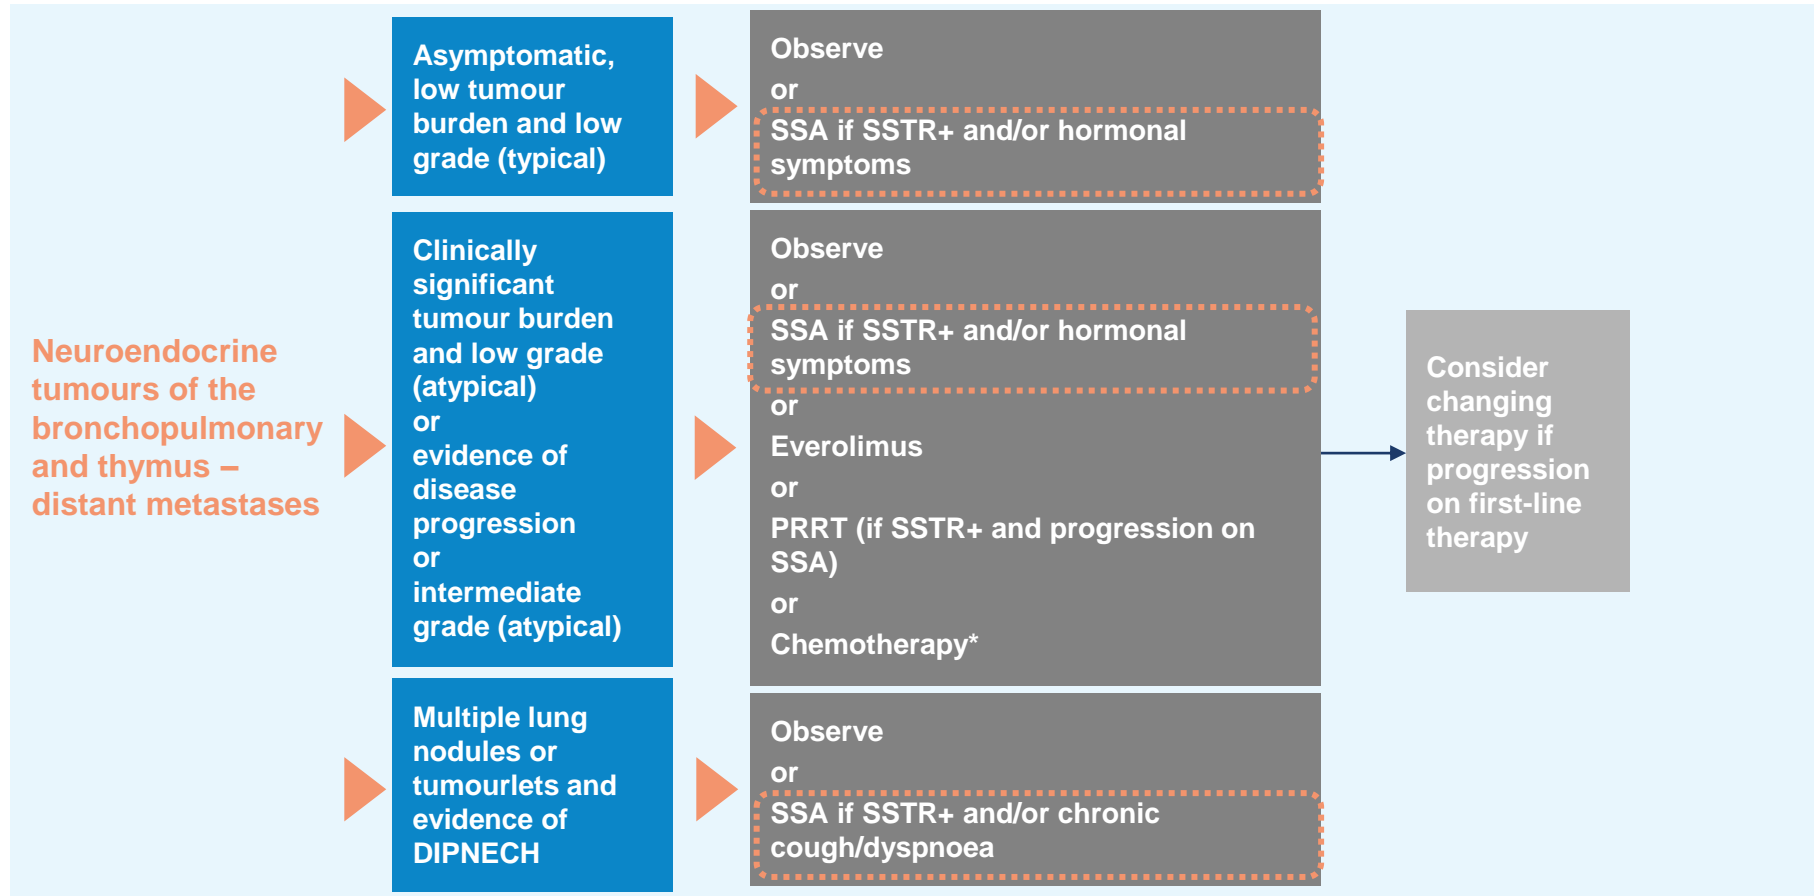 Neuroendocrine
tumours of the
bronchopulmonary
and thymus –
distant metastases
Asymptomatic,
low tumour
burden and low
grade (typical)
Observe
or
SSA if SSTR+ and/or hormonal
symptoms
Clinically
significant
tumour burden
and low grade
(atypical)
or
evidence of
disease
progression
or
intermediate
grade (atypical)
Observe
or
SSA if SSTR+ and/or hormonal
symptoms
or
Everolimus
or
PRRT (if SSTR+ and progression on
SSA)
or
Chemotherapy*
Consider
changing
therapy if
progression
on first-line
therapy
Multiple lung
nodules or
tumourlets and
evidence of
DIPNECH
Observe
or
SSA if SSTR+ and/or chronic
cough/dyspnoea